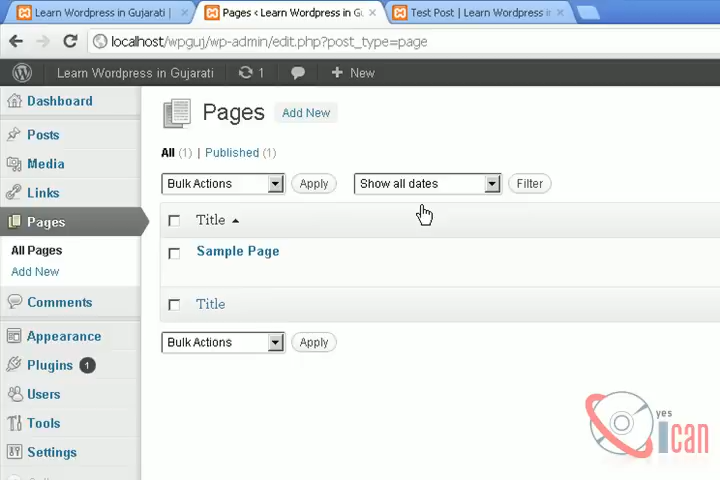 Learn Wordpress in Gujarati |
Pages < Learn Wordpress in Gu
Test Post | Learn Wordpress in
localhost/wpguj/wp-admin/edit.php?post_type=page
Learn Wordpress in Gujarati
1
+ New
Dashboard
Posts
Media
Links
Pages
All Pages
Add New
Comments
Appearance
Plugins 1
Users
Tools
Settings
Pages Add New
All (1) | Published (1)
Bulk Actions Apply Show all dates Filter
Title
Sample Page
Title
Bulk Actions Apply
yes
ican